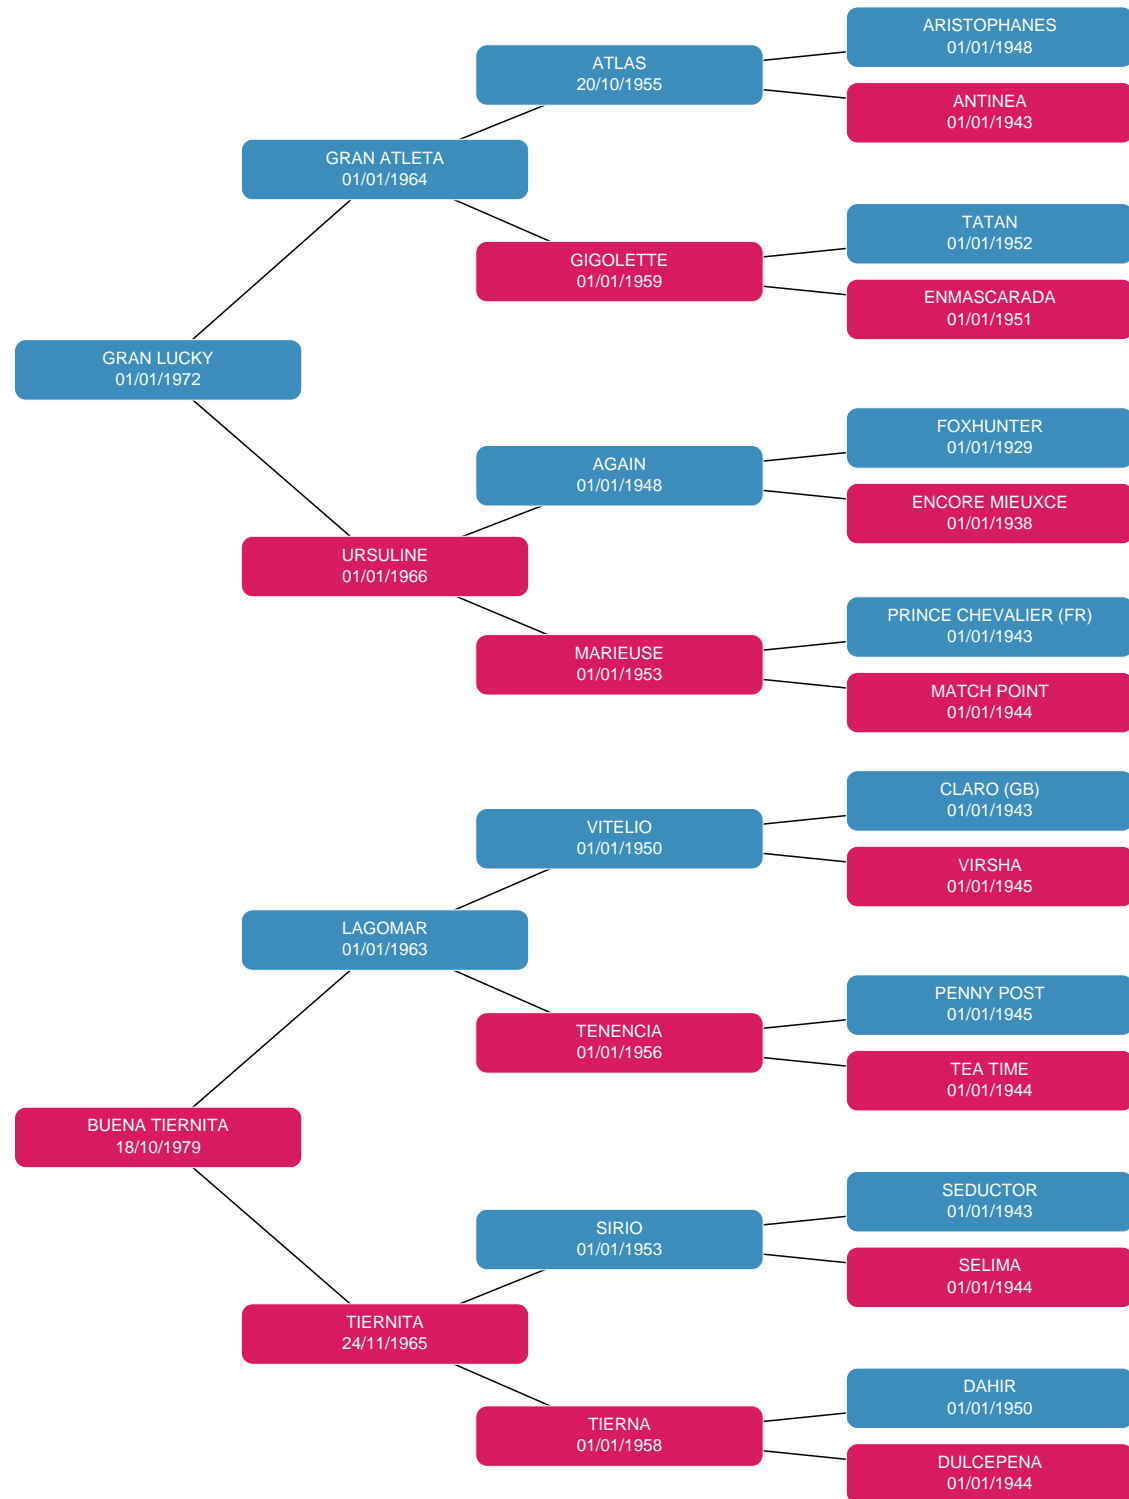 ARISTOPHANES
01/01/1948
ATLAS
20/10/1955
ANTINEA
01/01/1943
GRAN ATLETA
01/01/1964
TATAN
01/01/1952
GIGOLETTE
01/01/1959
ENMASCARADA
01/01/1951
GRAN LUCKY
01/01/1972
FOXHUNTER
01/01/1929
AGAIN
01/01/1948
ENCORE MIEUXCE
01/01/1938
URSULINE
01/01/1966
PRINCE CHEVALIER (FR)
01/01/1943
MARIEUSE
01/01/1953
MATCH POINT
01/01/1944
CLARO (GB)
01/01/1943
VITELIO
01/01/1950
VIRSHA
01/01/1945
LAGOMAR
01/01/1963
PENNY POST
01/01/1945
TENENCIA
01/01/1956
TEA TIME
01/01/1944
BUENA TIERNITA
18/10/1979
SEDUCTOR
01/01/1943
SIRIO
01/01/1953
SELIMA
01/01/1944
TIERNITA
24/11/1965
DAHIR
01/01/1950
TIERNA
01/01/1958
DULCEPENA
01/01/1944